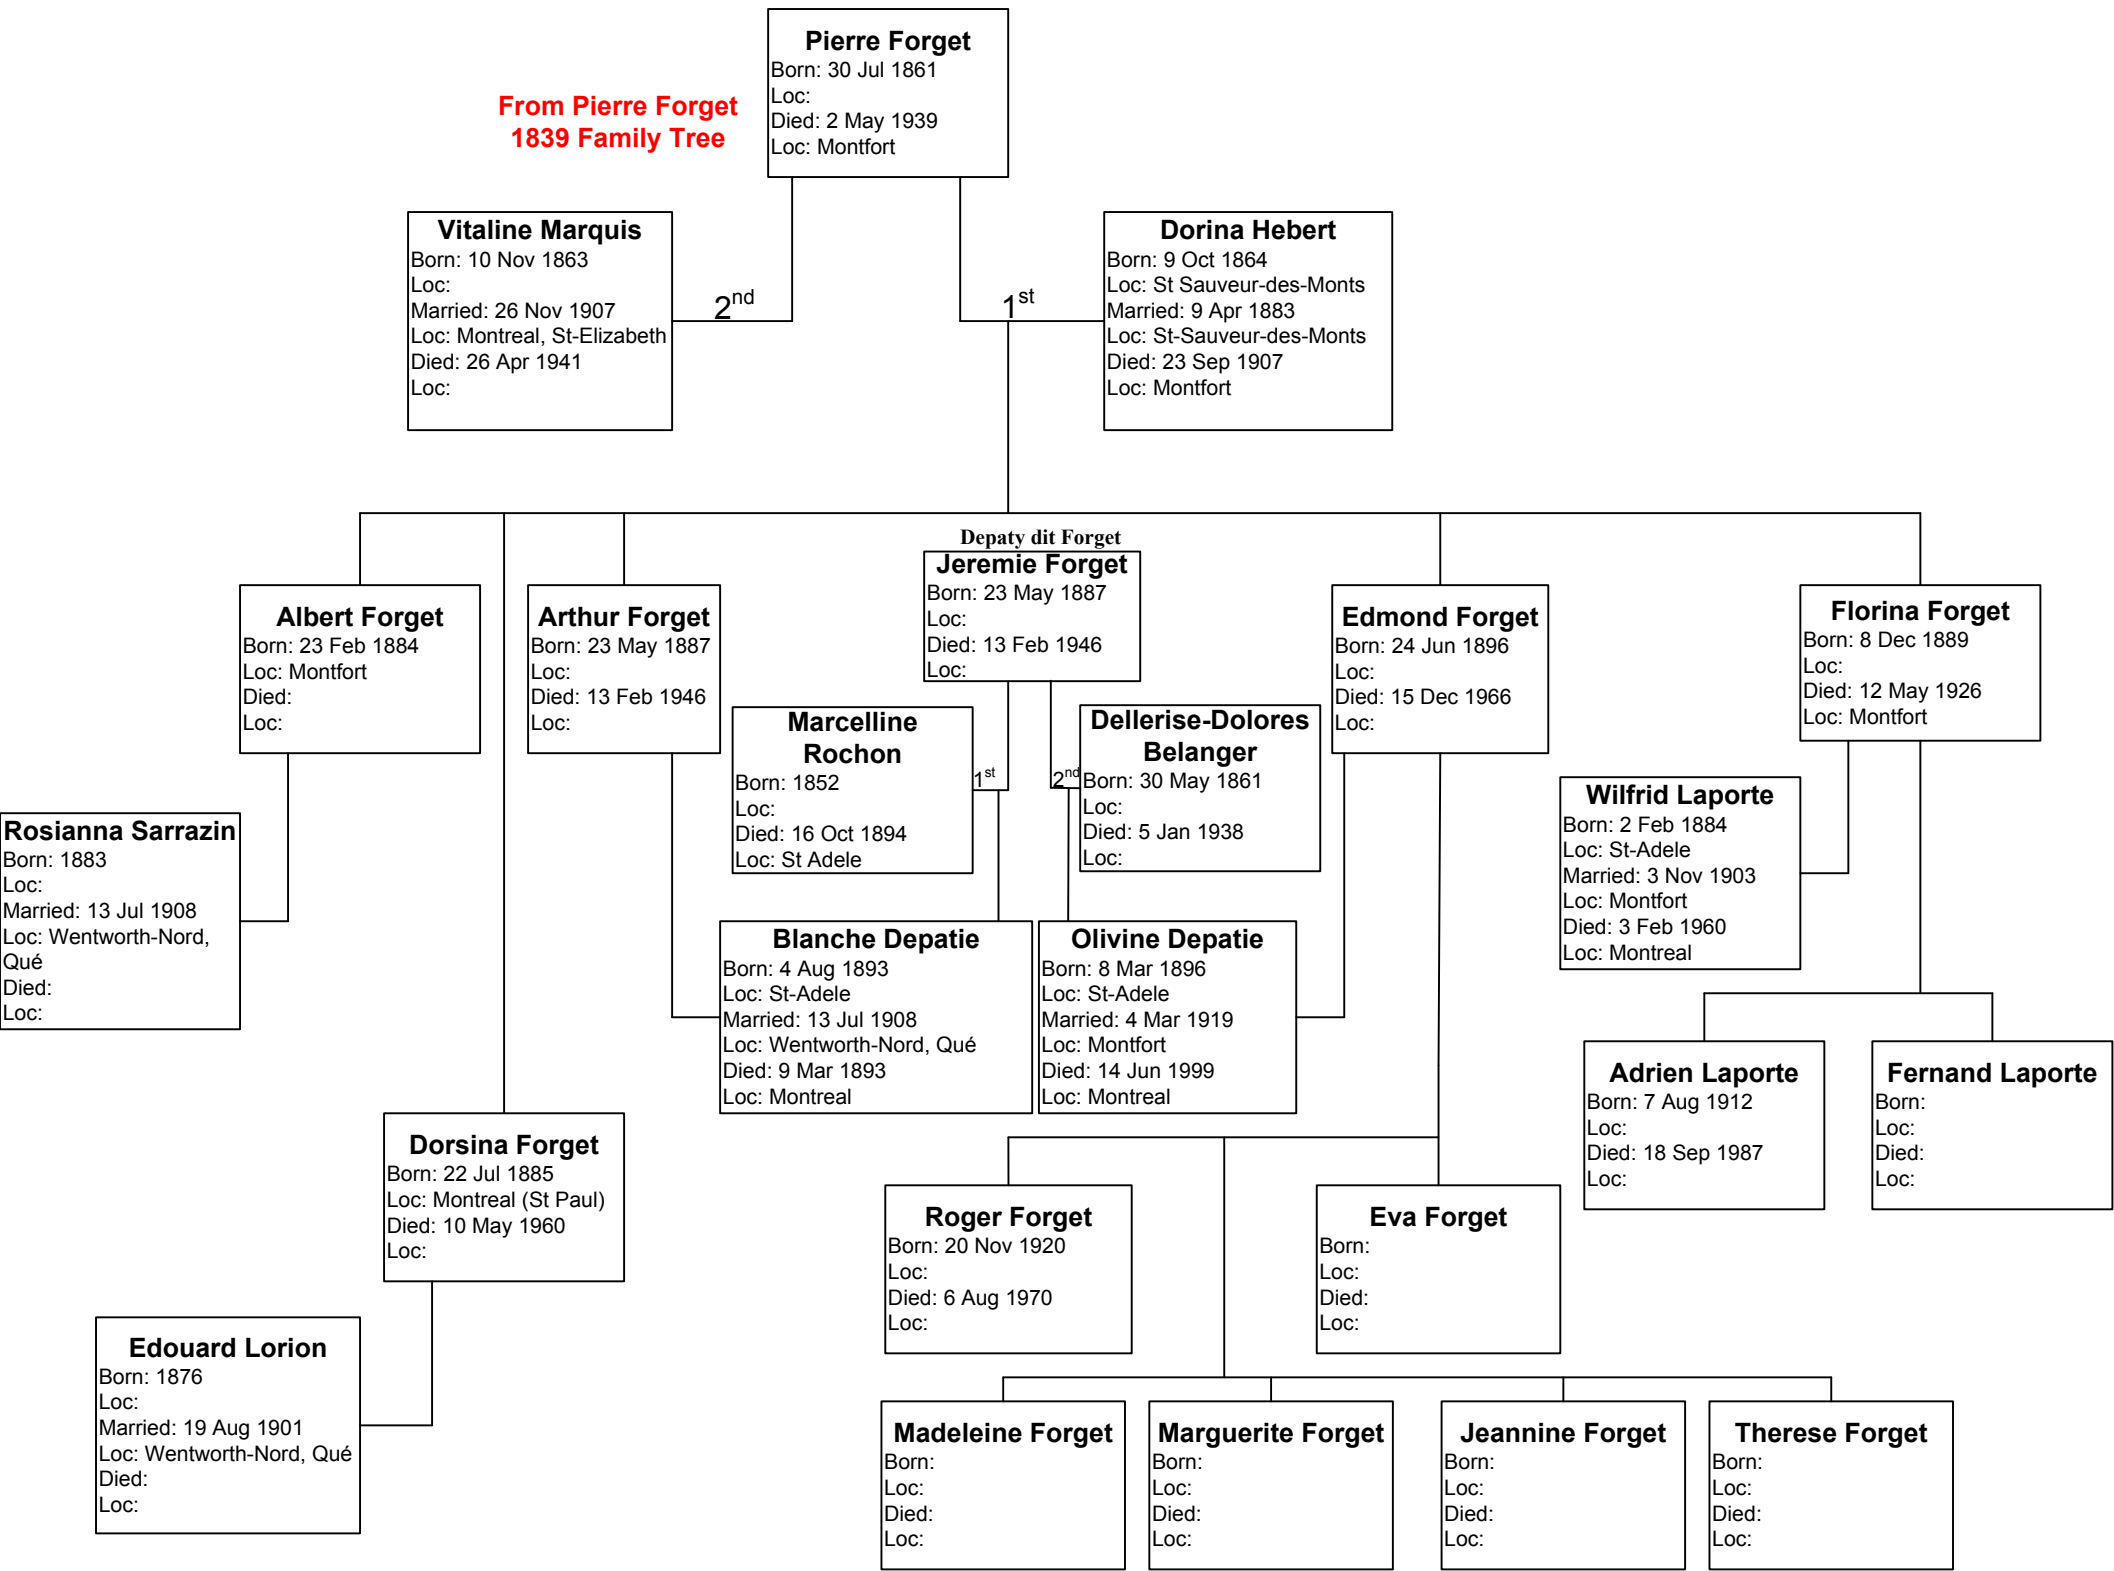 Pierre Forget
Born: 30 Jul 1861
Loc:
Died: 2 May 1939
Loc: Montfort
From Pierre Forget
1839 Family Tree
Vitaline Marquis
Born: 10 Nov 1863
Loc:
Married: 26 Nov 1907
Loc: Montreal, St-Elizabeth
Died: 26 Apr 1941
Loc:
2nd
1st
Dorina Hebert
Born: 9 Oct 1864
Loc: St Sauveur-des-Monts
Married: 9 Apr 1883
Loc: St-Sauveur-des-Monts
Died: 23 Sep 1907
Loc: Montfort
Albert Forget
Born: 23 Feb 1884
Loc: Montfort
Died:
Loc:
Arthur Forget
Born: 23 May 1887
Loc:
Died: 13 Feb 1946
Loc:
Depaty dit Forget
Jeremie Forget
Born: 23 May 1887
Loc:
Died: 13 Feb 1946
Loc:
Edmond Forget
Born: 24 Jun 1896
Loc:
Died: 15 Dec 1966
Loc:
Florina Forget
Born: 8 Dec 1889
Loc:
Died: 12 May 1926
Loc: Montfort
Marcelline
Rochon
Born: 1852
Loc:
Died: 16 Oct 1894
Loc: St Adele
1st
2nd
Dellerise-Dolores
Belanger
Born: 30 May 1861
Loc:
Died: 5 Jan 1938
Loc:
Wilfrid Laporte
Born: 2 Feb 1884
Loc: St-Adele
Married: 3 Nov 1903
Loc: Montfort
Died: 3 Feb 1960
Loc: Montreal
Rosianna Sarrazin
Born: 1883
Loc:
Married: 13 Jul 1908
Loc: Wentworth-Nord,
Qué
Died:
Loc:
Blanche Depatie
Born: 4 Aug 1893
Loc: St-Adele
Married: 13 Jul 1908
Loc: Wentworth-Nord, Qué
Died: 9 Mar 1893
Loc: Montreal
Olivine Depatie
Born: 8 Mar 1896
Loc: St-Adele
Married: 4 Mar 1919
Loc: Montfort
Died: 14 Jun 1999
Loc: Montreal
Adrien Laporte
Born: 7 Aug 1912
Loc:
Died: 18 Sep 1987
Loc:
Fernand Laporte
Born:
Loc:
Died:
Loc:
Dorsina Forget
Born: 22 Jul 1885
Loc: Montreal (St Paul)
Died: 10 May 1960
Loc:
Roger Forget
Born: 20 Nov 1920
Loc:
Died: 6 Aug 1970
Loc:
Eva Forget
Born:
Loc:
Died:
Loc:
Edouard Lorion
Born: 1876
Loc:
Married: 19 Aug 1901
Loc: Wentworth-Nord, Qué
Died:
Loc:
Madeleine Forget
Born:
Loc:
Died:
Loc:
Marguerite Forget
Born:
Loc:
Died:
Loc:
Jeannine Forget
Born:
Loc:
Died:
Loc:
Therese Forget
Born:
Loc:
Died:
Loc: